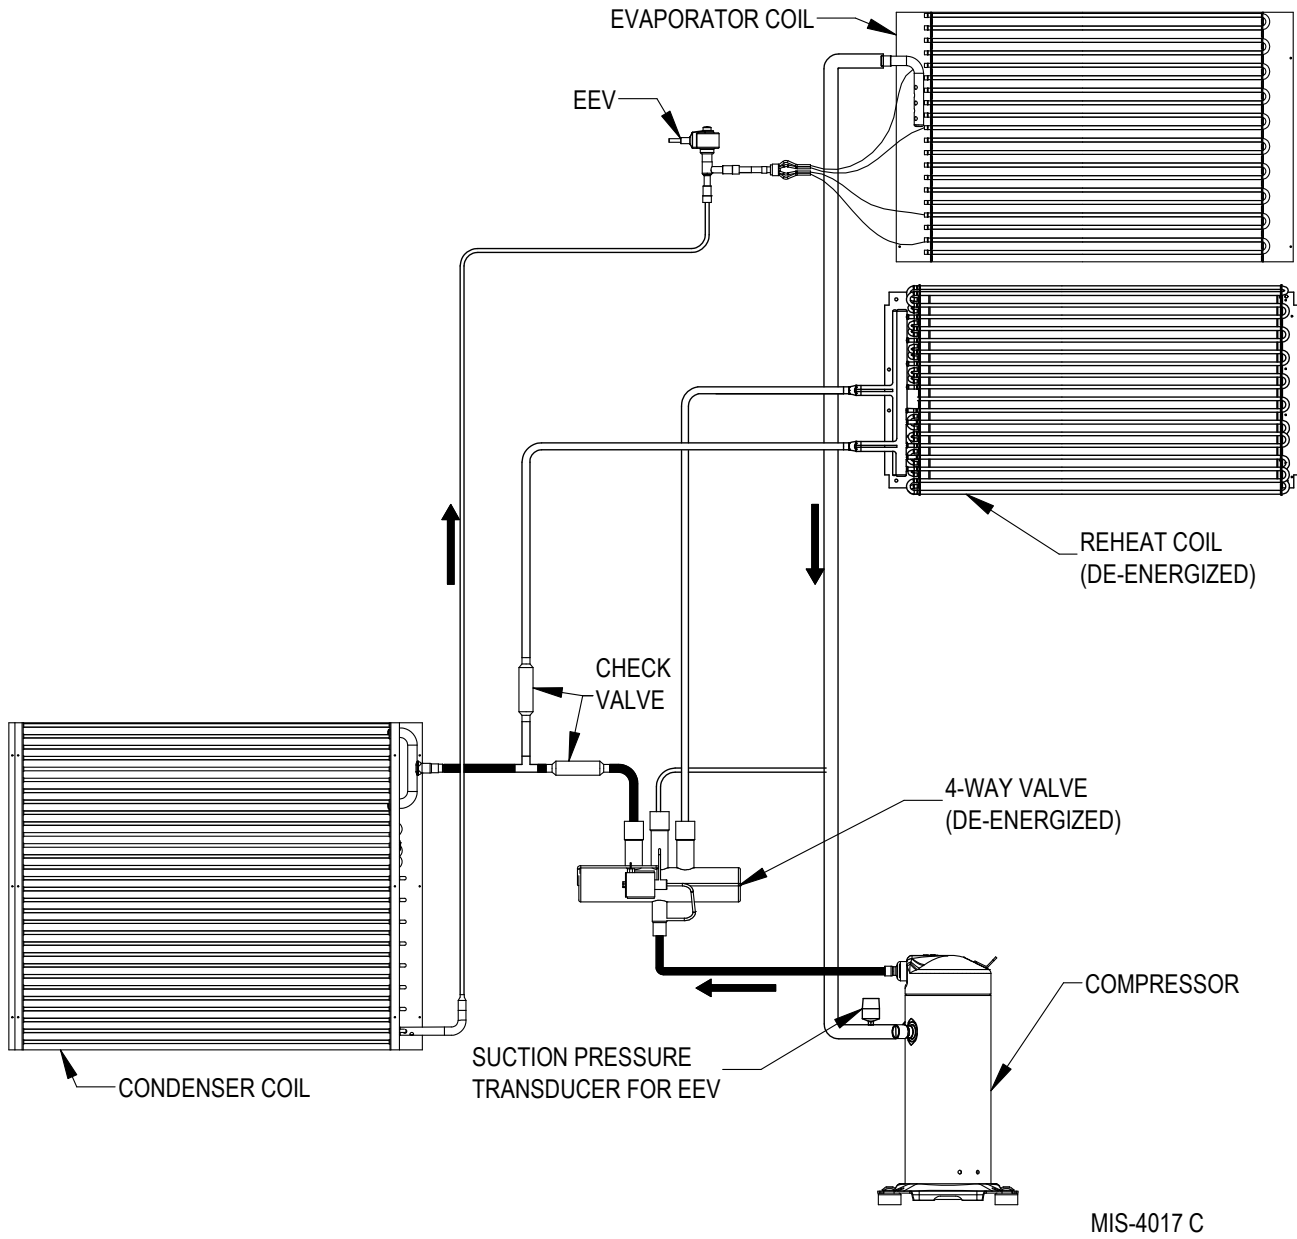 EVAPORATOR COIL
EEV
REHEAT COIL
(DE-ENERGIZED)
CHECK
VALVE
4-WAY VALVE
(DE-ENERGIZED)
COMPRESSOR
SUCTION PRESSURE
TRANSDUCER FOR EEV
CONDENSER COIL
MIS-4017 C